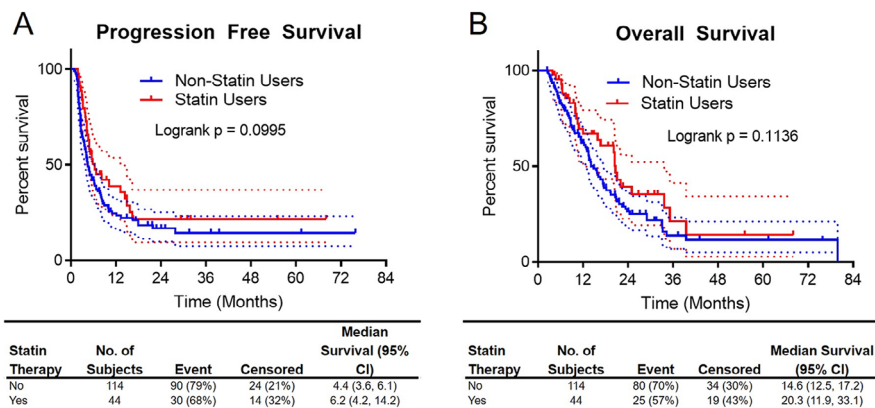 A Progression Free Survival
100
50
0
Percent survival
Non-Statin Users
Statin Users
Logrank p = 0.0995
0 12 24 36 48 60 72 84
Time (Months)
Statin Therapy No. of Subjects Event Censored Median Survival (95% CI)
No 114 90 (79%) 24 (21%) 4.4 (3.6, 6.1)
Yes 44 30 (68%) 14 (32%) 6.2 (4.2, 14.2)
B Overall Survival
100
50
0
Percent survival
Non-Statin Users
Statin Users
Logrank p = 0.1136
0 12 24 36 48 60 72 84
Time (Months)
Statin Therapy No. of Subjects Event Censored Median Survival (95% CI)
No 114 80 (70%) 34 (30%) 14.6 (12.5, 17.2)
Yes 44 25 (57%) 19 (43%) 20.3 (11.9, 33.1)